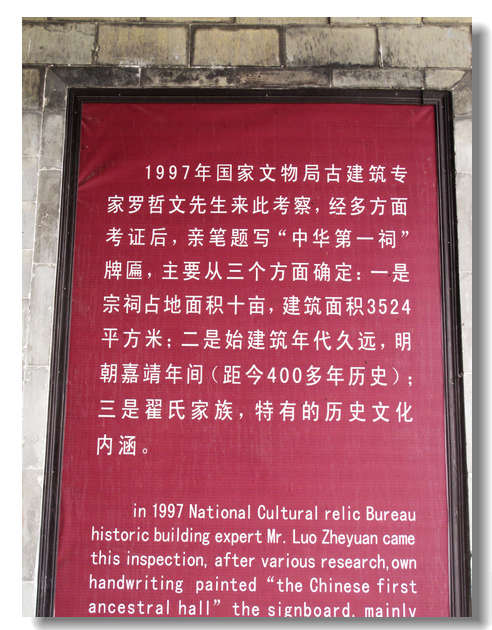 1997年国家文物局古建筑专
家罗哲文先生来此考察，经多方面
考证后，亲笔题写“中华第一祠”
牌匾，主要从三个方面确定：一是
宗祠占地面积十亩，建筑面积3524
平方米；二是始建筑年代久远，明
朝嘉靖年间（距今400多年历史）；
三是翟氏家族，特有的历史文化
内涵。
in 1997 National Cultural relic Bureau
historic building expert Mr. Luo Zheyuan came
this inspection, after various research,own
handwriting painted “the Chinese first
ancestral hall” the signboard, mainly